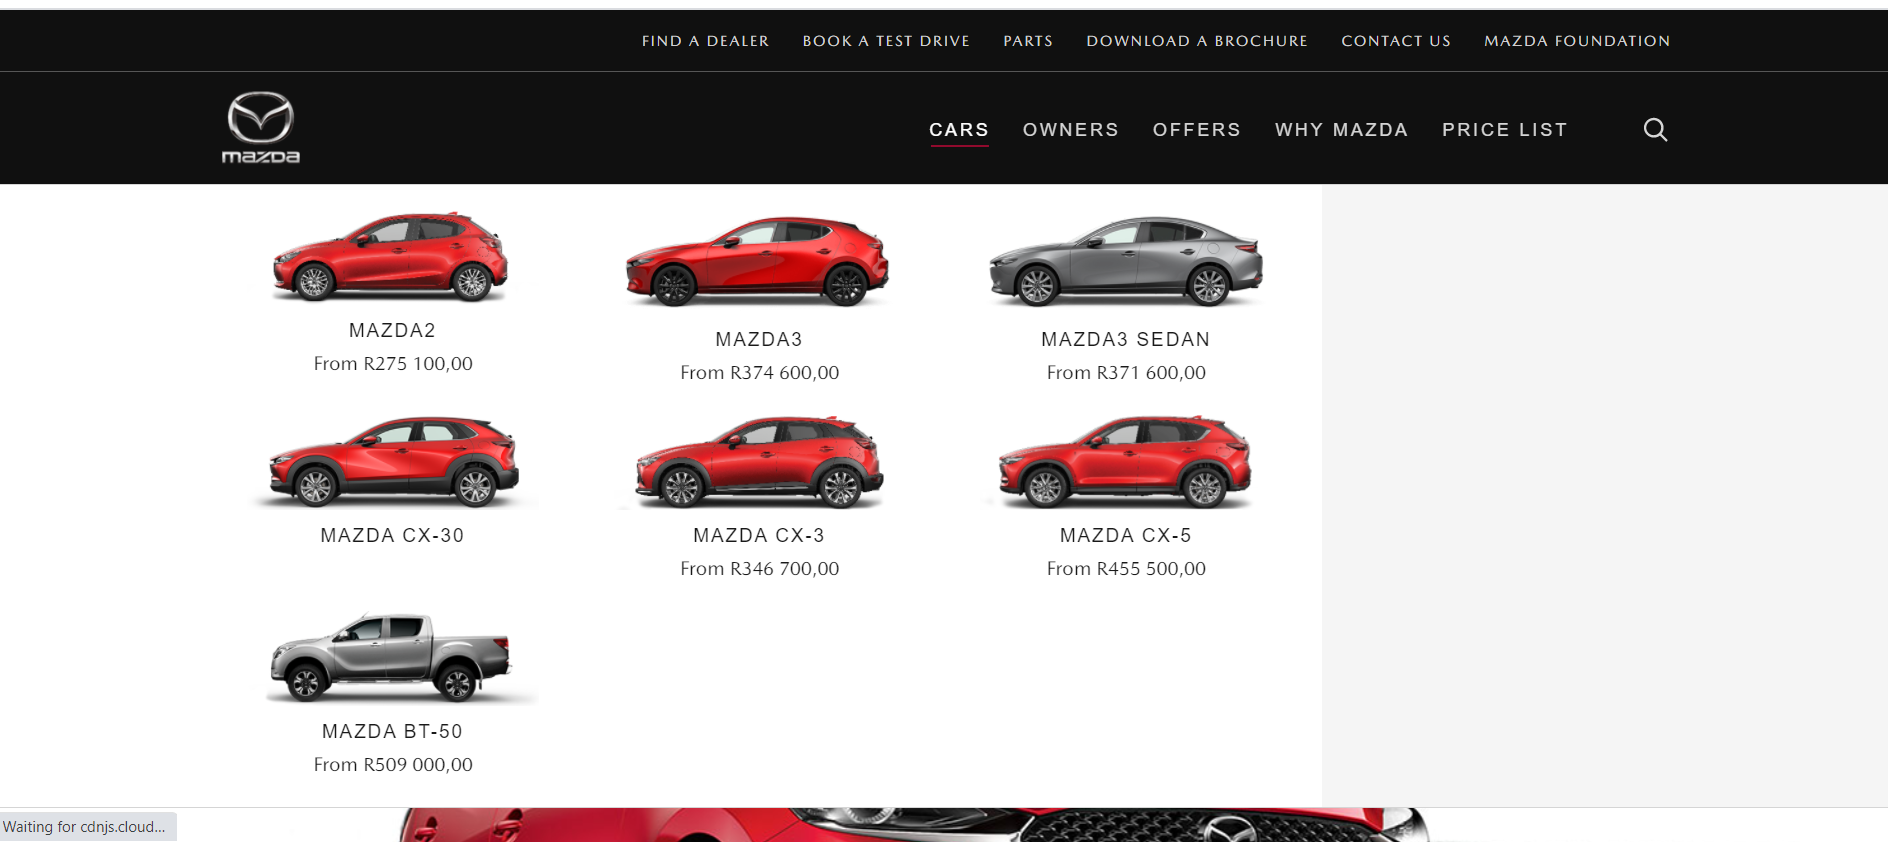 FIND A DEALER BOOK A TEST DRIVE PARTS DOWNLOAD A BROCHURE CONTACT US MAZDA FOUNDATION
mazda
CARS OWNERS OFFERS WHY MAZDA PRICE LIST
MAZDA2
From R275 100,00
MAZDA3
From R374 600,00
MAZDA3 SEDAN
From R371 600,00
MAZDA CX-30
MAZDA CX-3
From R346 700,00
MAZDA CX-5
From R455 500,00
MAZDA BT-50
From R509 000,00
Waiting for cdnjs.cloud...